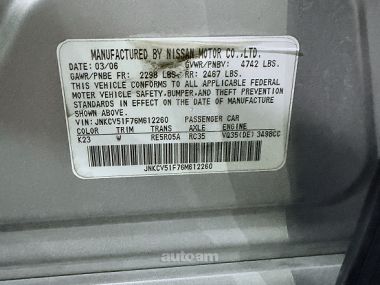 MANUFACTURED BY NISSAN MOTOR CO.,LTD.
DATE: 03/06 GVWR/PNBV: 4742 LBS.
GAWR/PNBE FR: 2298 LBS. RR: 2467 LBS.
THIS VEHICLE CONFORMS TO ALL APPLICABLE FEDERAL
MOTOR VEHICLE SAFETY, BUMPER, AND THEFT PREVENTION
STANDARDS IN EFFECT ON THE DATE OF MANUFACTURE
SHOWN ABOVE.
VIN: JNKCV51F76M612260 PASSENGER CAR
COLOR TRIM TRANS AXLE ENGINE
K23 W RE5R05A RC35 VQ35(DE) 3498CC
JNKCV51F76M612260
autoam